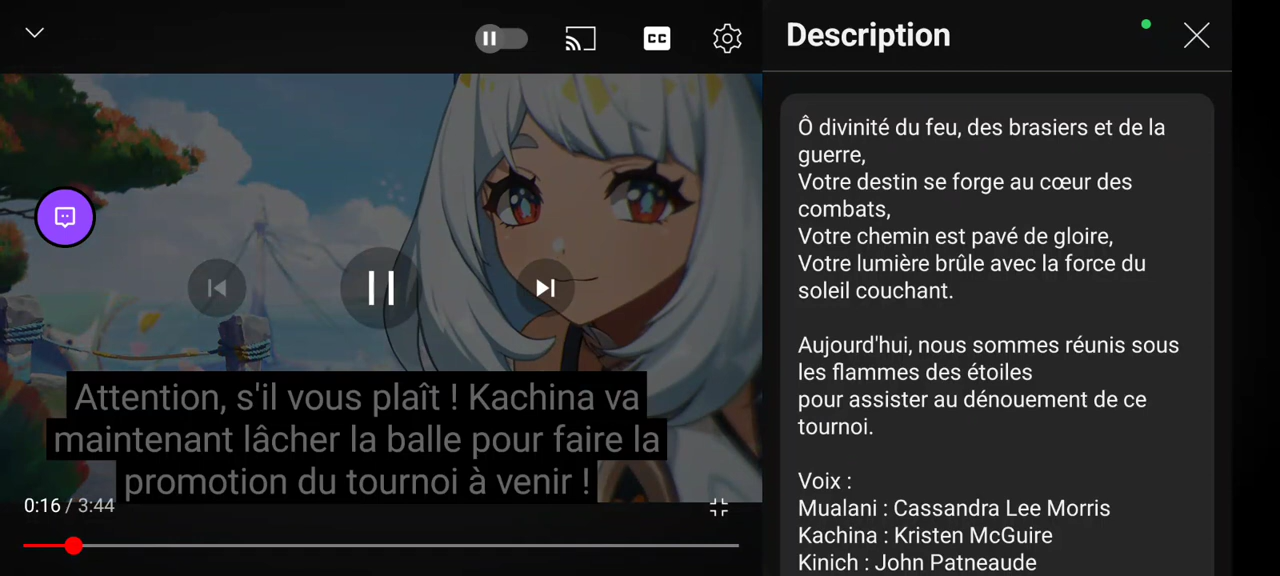 Description
Ô divinité du feu, des brasiers et de la
guerre,
Votre destin se forge au cœur des
combats,
Votre chemin est pavé de gloire,
Votre lumière brûle avec la force du
soleil couchant.
Aujourd'hui, nous sommes réunis sous
les flammes des étoiles
pour assister au dénouement de ce
tournoi.
Voix :
Mualani : Cassandra Lee Morris
Kachina : Kristen McGuire
Kinich : John Patneaude
CC
Attention, s'il vous plaît ! Kachina va
maintenant lâcher la balle pour faire la
promotion du tournoi à venir !
0:16 / 3:44